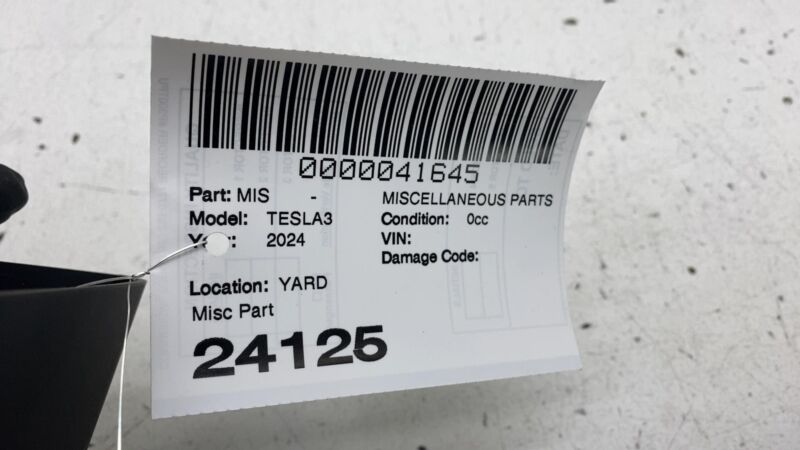 0000041645
Part: MIS - MISCELLANEOUS PARTS
Model: TESLA3 Condition: 0cc
2024 VIN:
Damage Code:
Location: YARD
Misc Part
24125